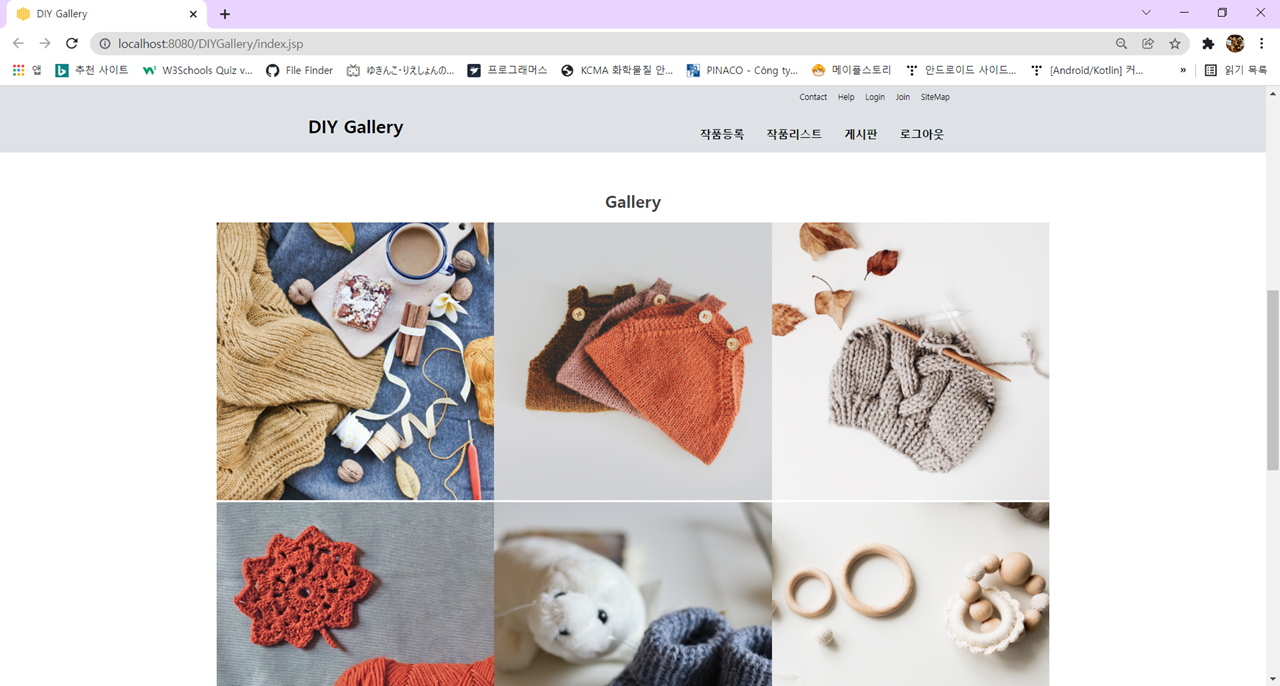 DIY Gallery
localhost:8080/DIYGallery/index.jsp
앱 추천 사이트 W3Schools Quiz v... File Finder ゆきんこ・りえしょんの... 프로그래머스 KCMA 화학물질 안... PINACO - Công ty... 메이플스토리 안드로이드 사이드... [Android/Kotlin] 커... » 읽기 목록
Contact Help Login Join SiteMap
DIY Gallery
작품등록 작품리스트 게시판 로그아웃
Gallery